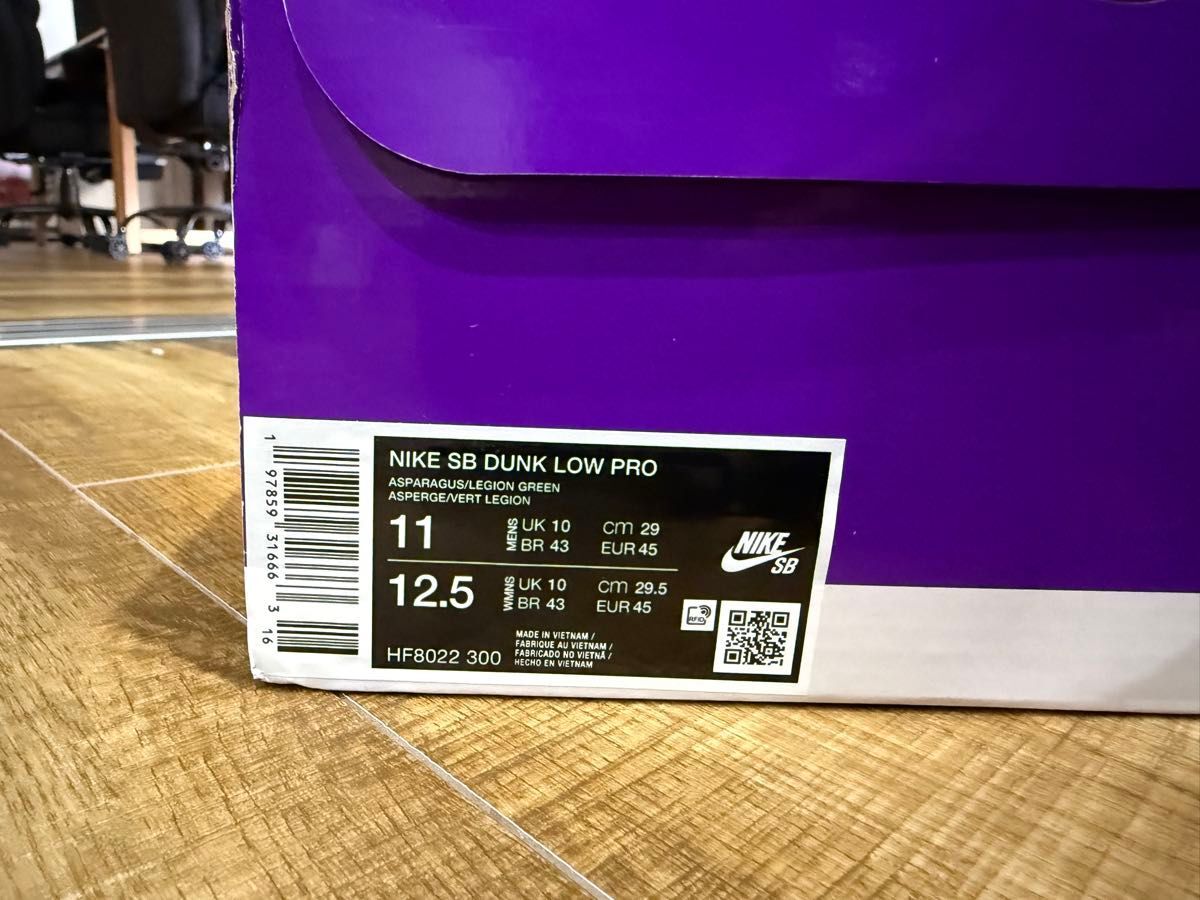 NIKE SB DUNK LOW PRO
ASPARAGUS/LEGION GREEN
ASPERGE/VERT LEGION
11 MENS UK 10 cm 29
BR 43 EUR 45
12.5 WMNS UK 10 cm 29.5
BR 43 EUR 45
HF8022 300
MADE IN VIETNAM /
FABRIQUE AU VIETNAM /
FABRICADO NO VIETNÃ /
HECHO EN VIETNAM
NIKE
SB
RFID
1 97859 31666 3 16